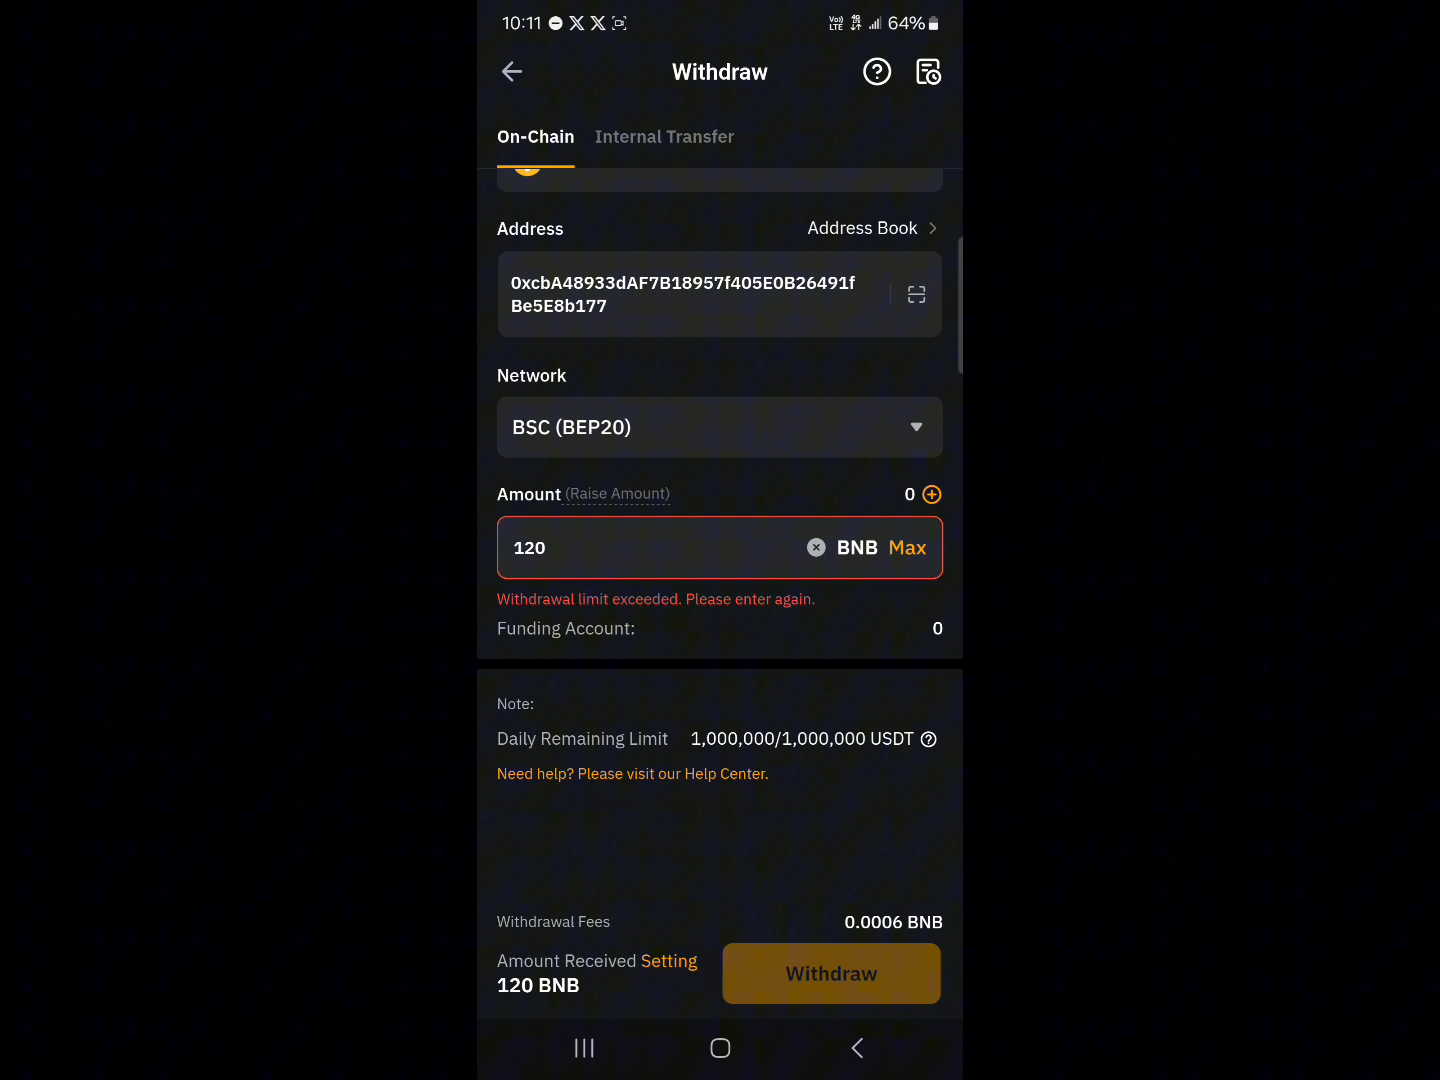 10:11
Vo)) LTE 4G 64%
Withdraw
On-Chain Internal Transfer
Address Address Book
0xcbA48933dAF7B18957f405E0B26491f
Be5E8b177
Network
BSC (BEP20)
Amount (Raise Amount) 0
120 BNB Max
Withdrawal limit exceeded. Please enter again.
Funding Account: 0
Note:
Daily Remaining Limit 1,000,000/1,000,000 USDT
Need help? Please visit our Help Center.
Withdrawal Fees 0.0006 BNB
Amount Received Setting
120 BNB
Withdraw